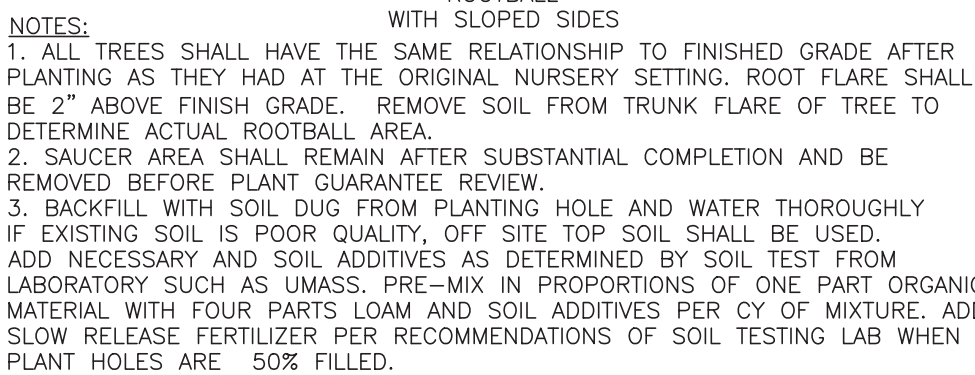 ROOTBALL
WITH SLOPED SIDES
NOTES:
1. ALL TREES SHALL HAVE THE SAME RELATIONSHIP TO FINISHED GRADE AFTER
PLANTING AS THEY HAD AT THE ORIGINAL NURSERY SETTING. ROOT FLARE SHALL
BE 2” ABOVE FINISH GRADE. REMOVE SOIL FROM TRUNK FLARE OF TREE TO
DETERMINE ACTUAL ROOTBALL AREA.
2. SAUCER AREA SHALL REMAIN AFTER SUBSTANTIAL COMPLETION AND BE
REMOVED BEFORE PLANT GUARANTEE REVIEW.
3. BACKFILL WITH SOIL DUG FROM PLANTING HOLE AND WATER THOROUGHLY
IF EXISTING SOIL IS POOR QUALITY, OFF SITE TOP SOIL SHALL BE USED.
ADD NECESSARY AND SOIL ADDITIVES AS DETERMINED BY SOIL TEST FROM
LABORATORY SUCH AS UMASS. PRE–MIX IN PROPORTIONS OF ONE PART ORGANIC
MATERIAL WITH FOUR PARTS LOAM AND SOIL ADDITIVES PER CY OF MIXTURE. ADD
SLOW RELEASE FERTILIZER PER RECOMMENDATIONS OF SOIL TESTING LAB WHEN
PLANT HOLES ARE 50% FILLED.